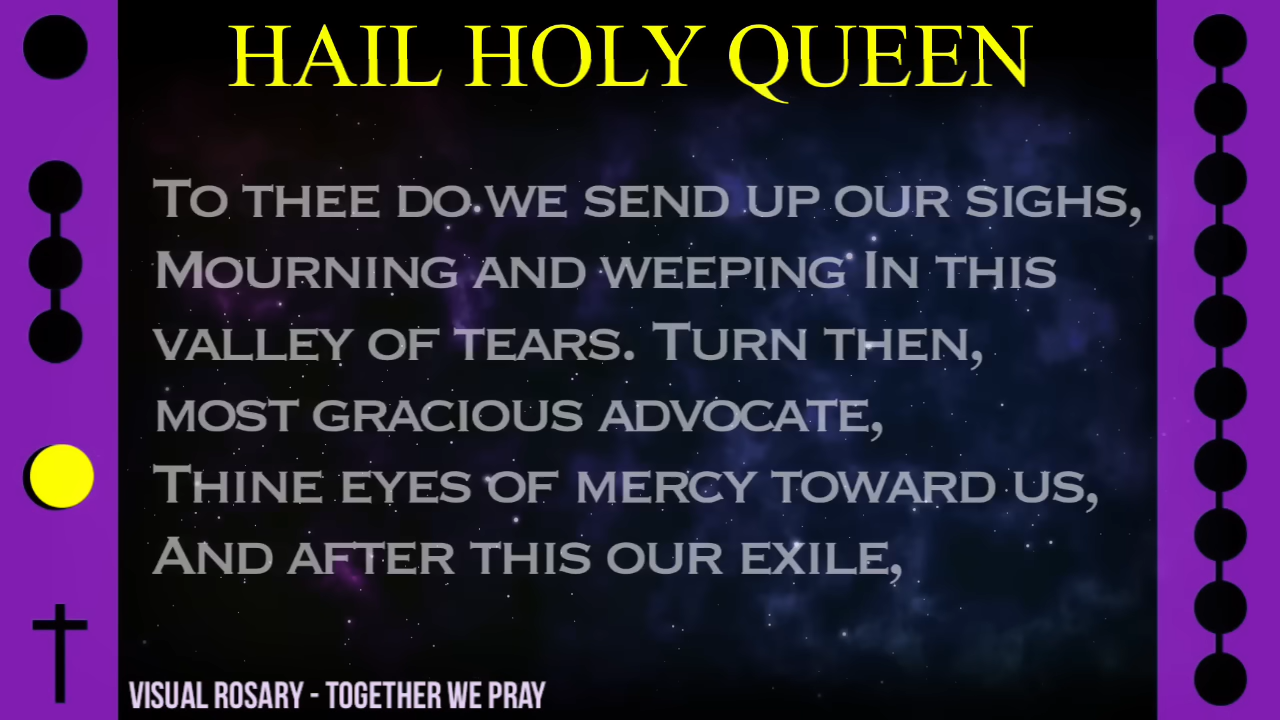 HAIL HOLY QUEEN
To thee do we send up our sighs,
Mourning and weeping In this
valley of tears. Turn then,
most gracious advocate,
Thine eyes of mercy toward us,
And after this our exile,
VISUAL ROSARY - TOGETHER WE PRAY